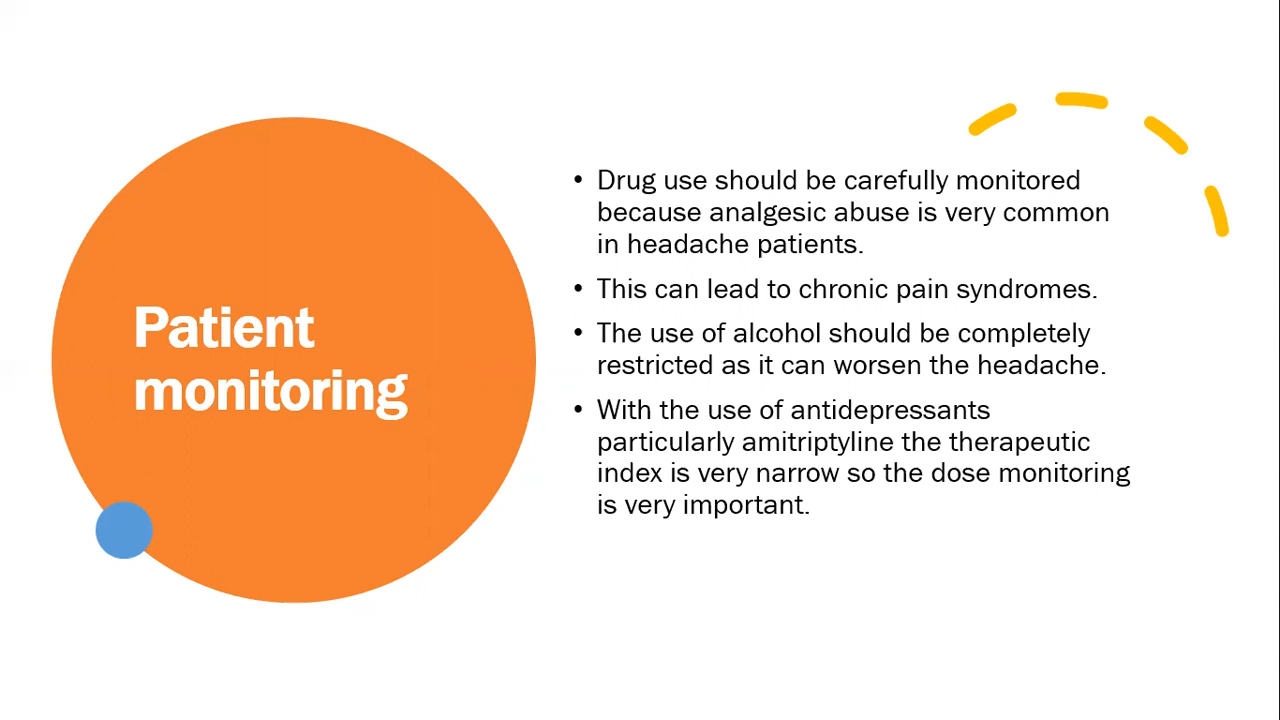 Patient
monitoring
• Drug use should be carefully monitored
because analgesic abuse is very common
in headache patients.
• This can lead to chronic pain syndromes.
• The use of alcohol should be completely
restricted as it can worsen the headache.
• With the use of antidepressants
particularly amitriptyline the therapeutic
index is very narrow so the dose monitoring
is very important.